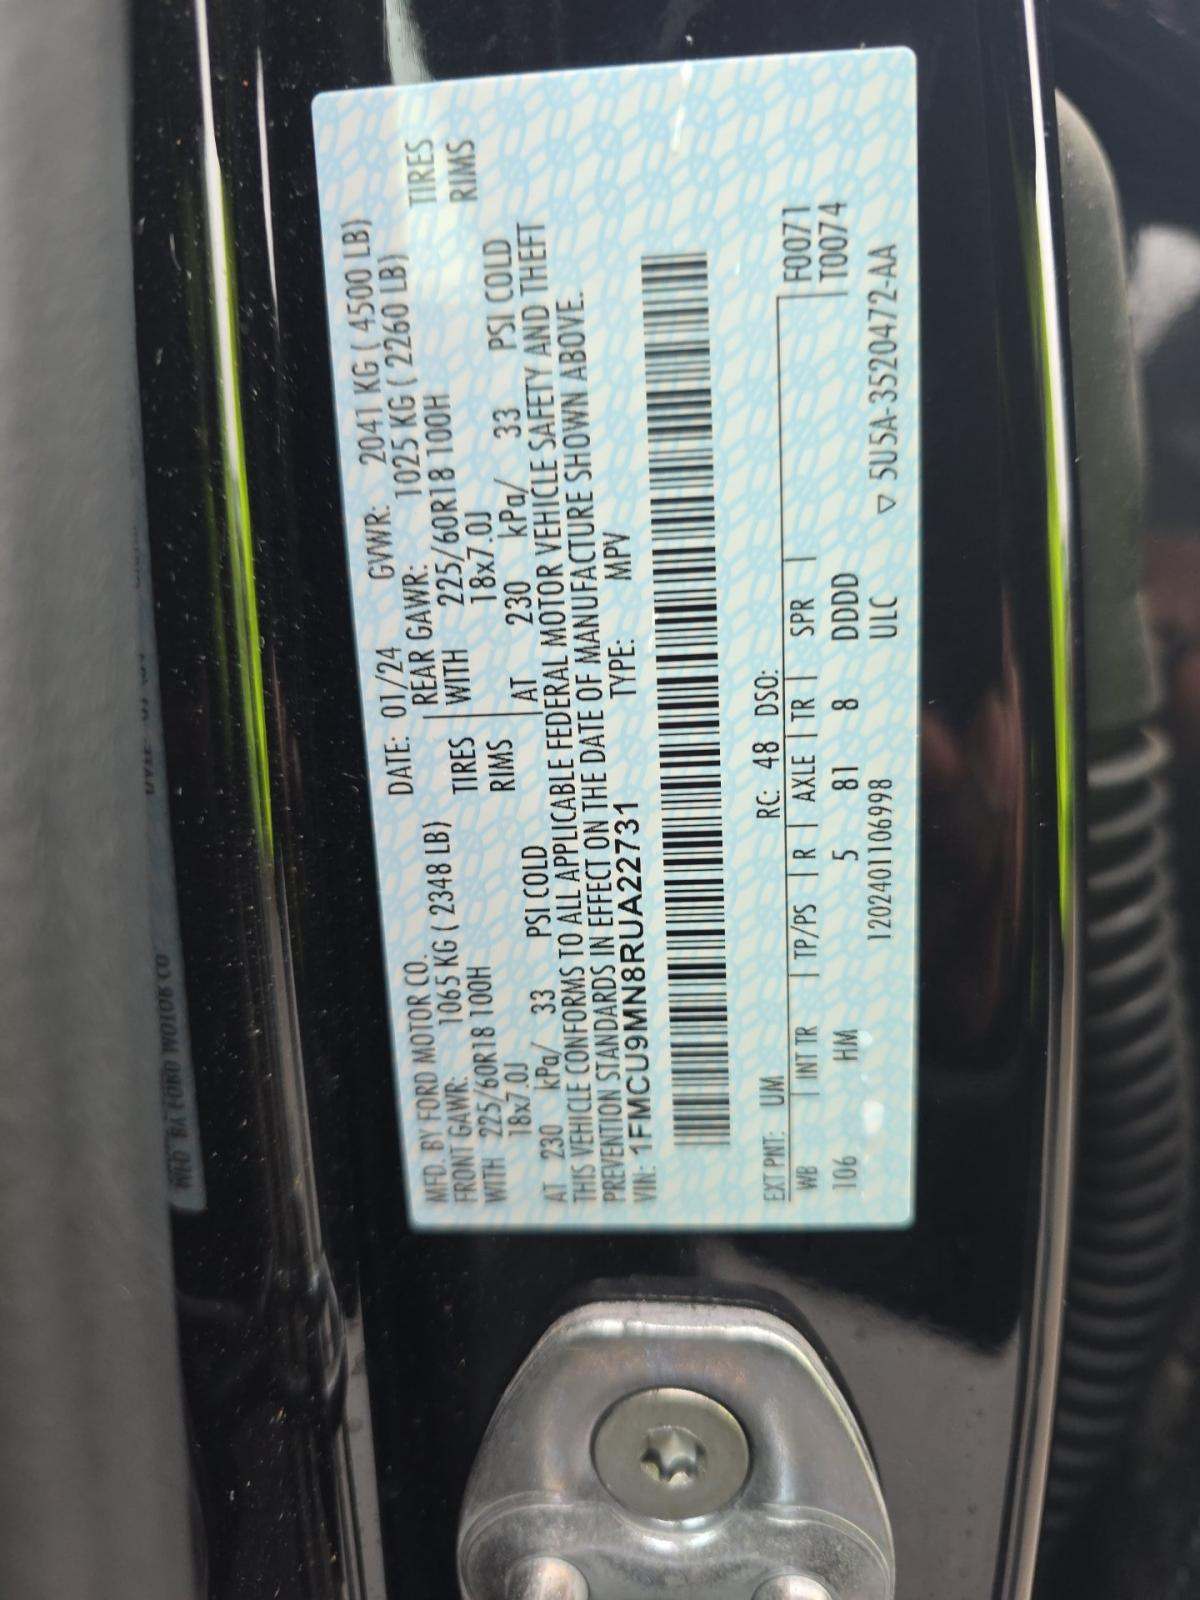 MFD. BY FORD MOTOR CO. DATE: 01/24 GVWR: 2041 KG ( 4500 LB)
FRONT GAWR: 1065 KG ( 2348 LB) REAR GAWR: 1025 KG ( 2260 LB)
WITH 225/60R18 100H TIRES WITH 225/60R18 100H TIRES
18x7.0J RIMS 18x7.0J RIMS
AT 230 kPa/ 33 PSI COLD AT 230 kPa/ 33 PSI COLD
THIS VEHICLE CONFORMS TO ALL APPLICABLE FEDERAL MOTOR VEHICLE SAFETY AND THEFT
PREVENTION STANDARDS IN EFFECT ON THE DATE OF MANUFACTURE SHOWN ABOVE.
VIN: 1FMCU9MN8RUA22731 TYPE: MPV
EXT PNT: UM RC: 48 DSO: F0071
WB INT TR TP/PS R AXLE TR SPR T0074
106 HM 5 81 8 DDDD
1202401106998 ULC ▽ 5U5A-3520472-AA
MFD. BY FORD MOTOR CO